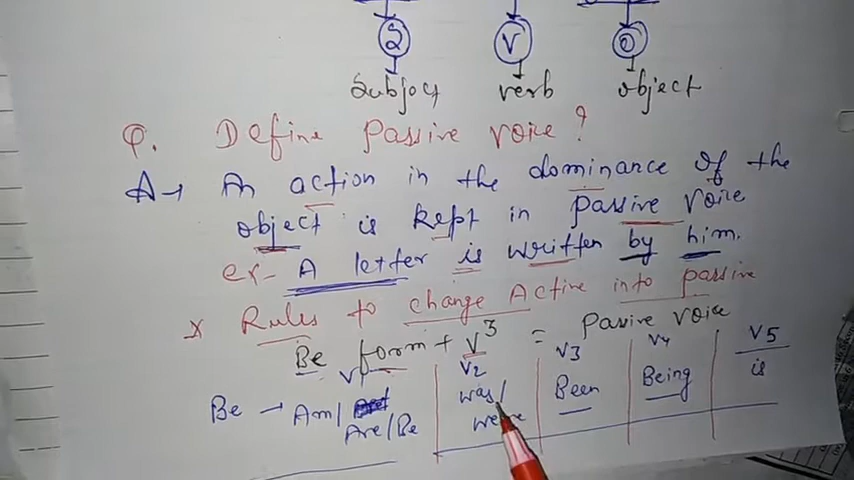 S V O
Subject verb object
Q. Define passive voice ?
A→ An action in the dominance of the
object is kept in passive voice
ex- A letter is written by him.
x Rules to change Active into passive
Be form + V3 = Passive voice
V1 V2 V3 V4 V5
Be → Am/ Are/Be was/ were Been Being is